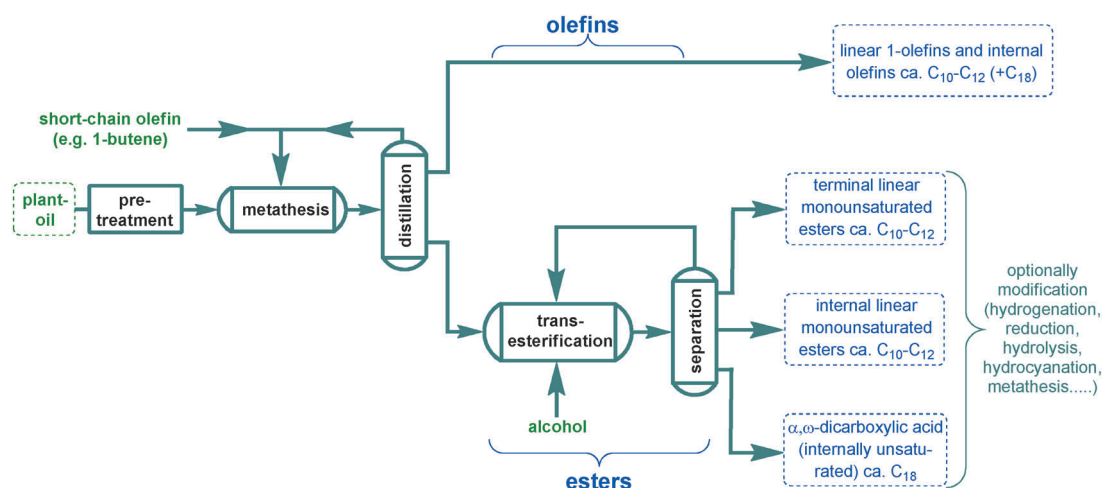 olefins
linear 1-olefins and internal
olefins ca. C10-C12 (+C18)
short-chain olefin
(e.g. 1-butene)
plant-
oil
pre-
treatment
metathesis
distillation
terminal linear
monounsaturated
esters ca. C10-C12
trans-
esterification
separation
internal linear
monounsaturated
esters ca. C10-C12
optionally
modification
(hydrogenation,
reduction,
hydrolysis,
hydrocyanation,
metathesis.....)
alcohol
α,ω-dicarboxylic acid
(internally unsatu-
rated) ca. C18
esters